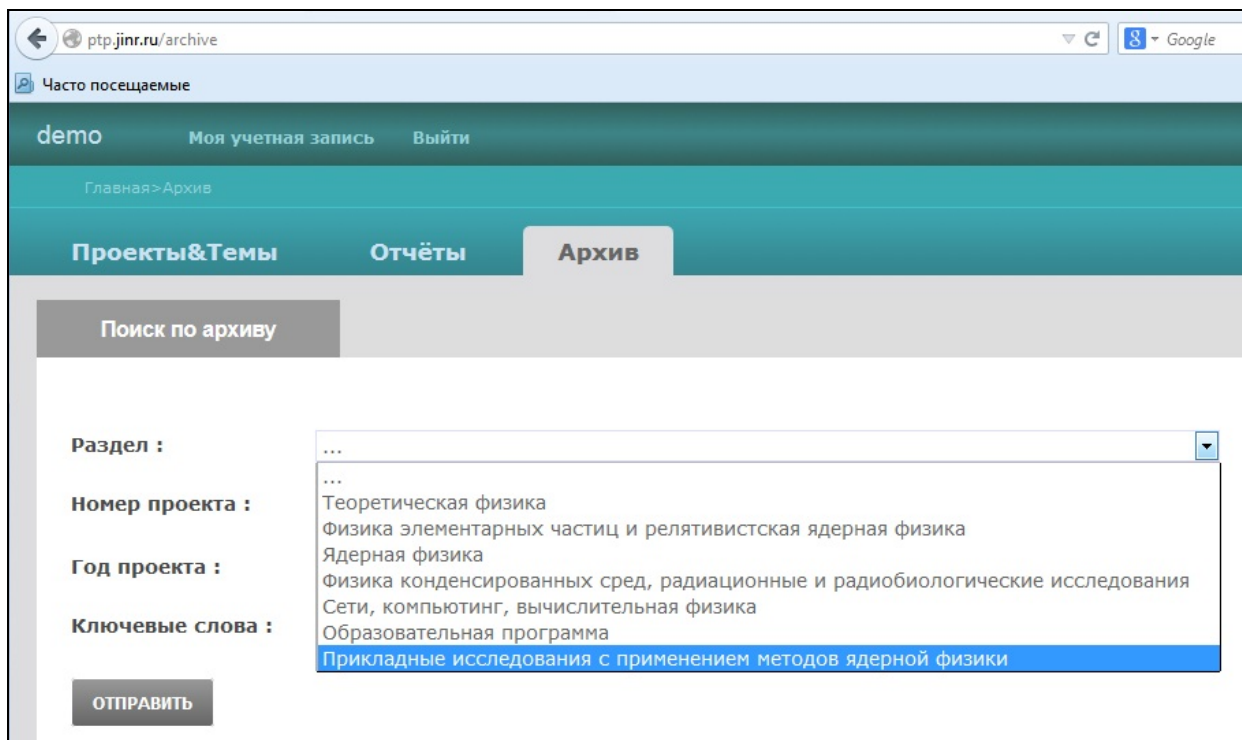 ptp.jinr.ru/archive
Google
Часто посещаемые
demo Моя учетная запись Выйти
Главная>Архив
Проекты&Темы Отчёты Архив
Поиск по архиву
Раздел : ...
...
Номер проекта :
Теоретическая физика
Физика элементарных частиц и релятивистская ядерная физика
Год проекта :
Ядерная физика
Физика конденсированных сред, радиационные и радиобиологические исследования
Сети, компьютинг, вычислительная физика
Ключевые слова :
Образовательная программа
Прикладные исследования с применением методов ядерной физики
ОТПРАВИТЬ